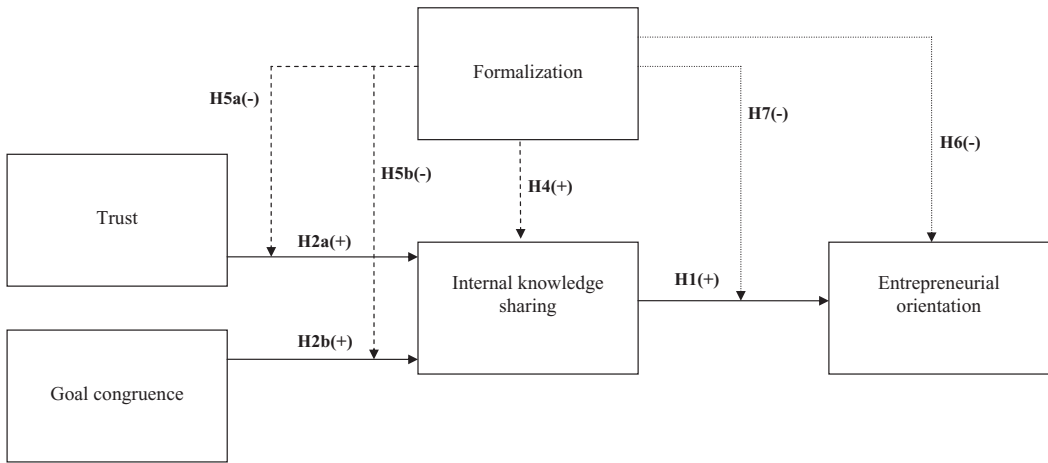 Formalization
H5a(-)
H7(-)
H6(-)
H5b(-)
H4(+)
Trust
H2a(+)
Internal knowledge
sharing
H1(+)
Entrepreneurial
orientation
H2b(+)
Goal congruence